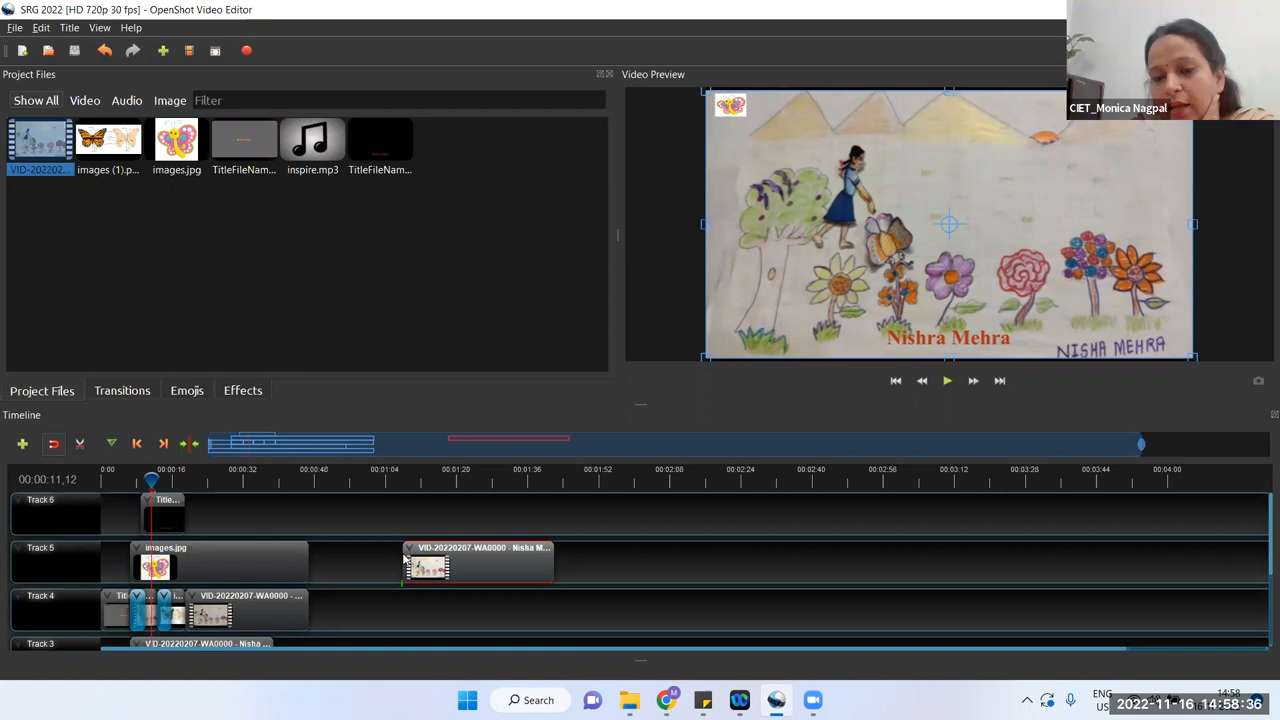 SRG 2022 [HD 720p 30 fps] - OpenShot Video Editor
File Edit Title View Help
Project Files
Video Preview
CIET_Monica Nagpal
Show All Video Audio Image Filter
VID-202202... images (1).p... images.jpg TitleFileNam... inspire.mp3 TitleFileNam...
Nishra Mehra
NISHA MEHRA
Project Files Transitions Emojis Effects
Timeline
00:00:11,12
0:00 00:00:16 00:00:32 00:00:48 00:01:04 00:01:20 00:01:36 00:01:52 00:02:08 00:02:24 00:02:40 00:02:56 00:03:12 00:03:28 00:03:44 00:04:00
Track 6 Title...
Track 5 images.jpg VID-20220207-WA0000 - Nisha M...
Track 4 VID-20220207-WA0000 - ...
Track 3 VID-20220207-WA0000 - Nisha ...
Search
ENG
US
14:58
2022-11-16 14:58:36